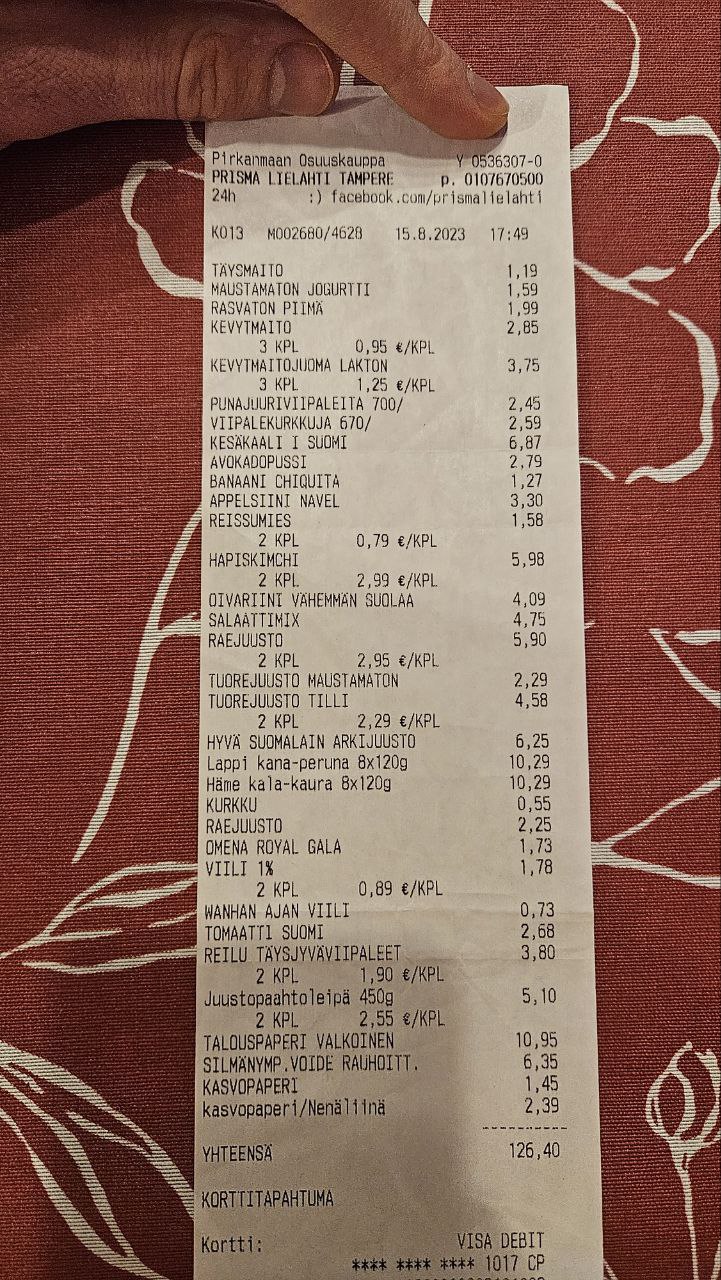 Pirkanmaan Osuuskauppa Y 0536307-0
PRISMA LIELAHTI TAMPERE p. 0107670500
24h :) facebook.com/prismalielahti
K013 M002680/4628 15.8.2023 17:49
TÄYSMAITO 1,19
MAUSTAMATON JOGURTTI 1,59
RASVATON PIIMÄ 1,99
KEVYTMAITO 2,85
3 KPL 0,95 €/KPL
KEVYTMAITOJUOMA LAKTON 3,75
3 KPL 1,25 €/KPL
PUNAJUURIVIIPALEITA 700/ 2,45
VIIPALEKURKKUJA 670/ 2,59
KESÄKAALI I SUOMI 6,87
AVOKADOPUSSI 2,79
BANAANI CHIQUITA 1,27
APPELSIINI NAVEL 3,30
REISSUMIES 1,58
2 KPL 0,79 €/KPL
HAPISKIMCHI 5,98
2 KPL 2,99 €/KPL
OIVARIINI VÄHEMMÄN SUOLAA 4,09
SALAATTIMIX 4,75
RAEJUUSTO 5,90
2 KPL 2,95 €/KPL
TUOREJUUSTO MAUSTAMATON 2,29
TUOREJUUSTO TILLI 4,58
2 KPL 2,29 €/KPL
HYVÄ SUOMALAIN ARKIJUUSTO 6,25
Lappi kana-peruna 8x120g 10,29
Häme kala-kaura 8x120g 10,29
KURKKU 0,55
RAEJUUSTO 2,25
OMENA ROYAL GALA 1,73
VIILI 1% 1,78
2 KPL 0,89 €/KPL
WANHAN AJAN VIILI 0,73
TOMAATTI SUOMI 2,68
REILU TÄYSJYVÄVIIPALEET 3,80
2 KPL 1,90 €/KPL
Juustopaahtoleipä 450g 5,10
2 KPL 2,55 €/KPL
TALOUSPAPERI VALKOINEN 10,95
SILMÄNYMP.VOIDE RAUHOITT. 6,35
KASVOPAPERI 1,45
kasvopaperi/Nenäliina 2,39
----------
YHTEENSÄ 126,40
KORTTITAPAHTUMA
Kortti: VISA DEBIT
**** **** **** 1017 CP